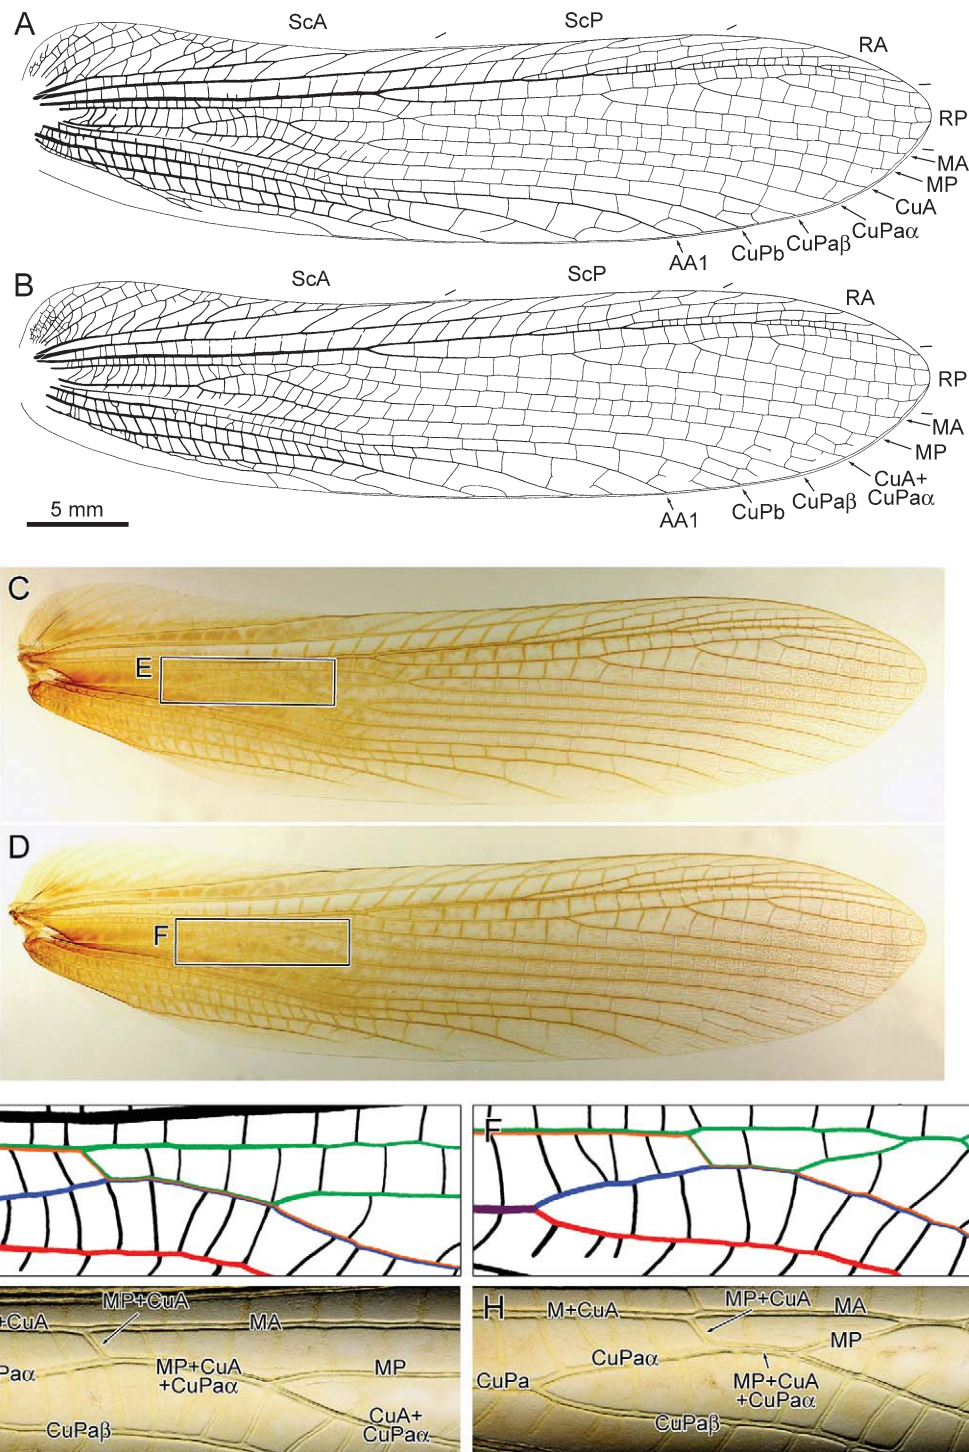 A
ScA
ScP
RA
RP
MA
MP
CuA
CuPaα
CuPaβ
CuPb
AA1
B
ScA
ScP
RA
RP
MA
MP
CuA+
CuPaα
CuPaβ
CuPb
AA1
5 mm
C
E
D
F
F
MP+CuA
+CuA
MA
Paα
MP+CuA
+CuPaα
MP
CuA+
CuPaα
CuPaβ
H
M+CuA
MP+CuA
MA
MP
CuPaα
CuPa
MP+CuA
+CuPaα
CuPaβ